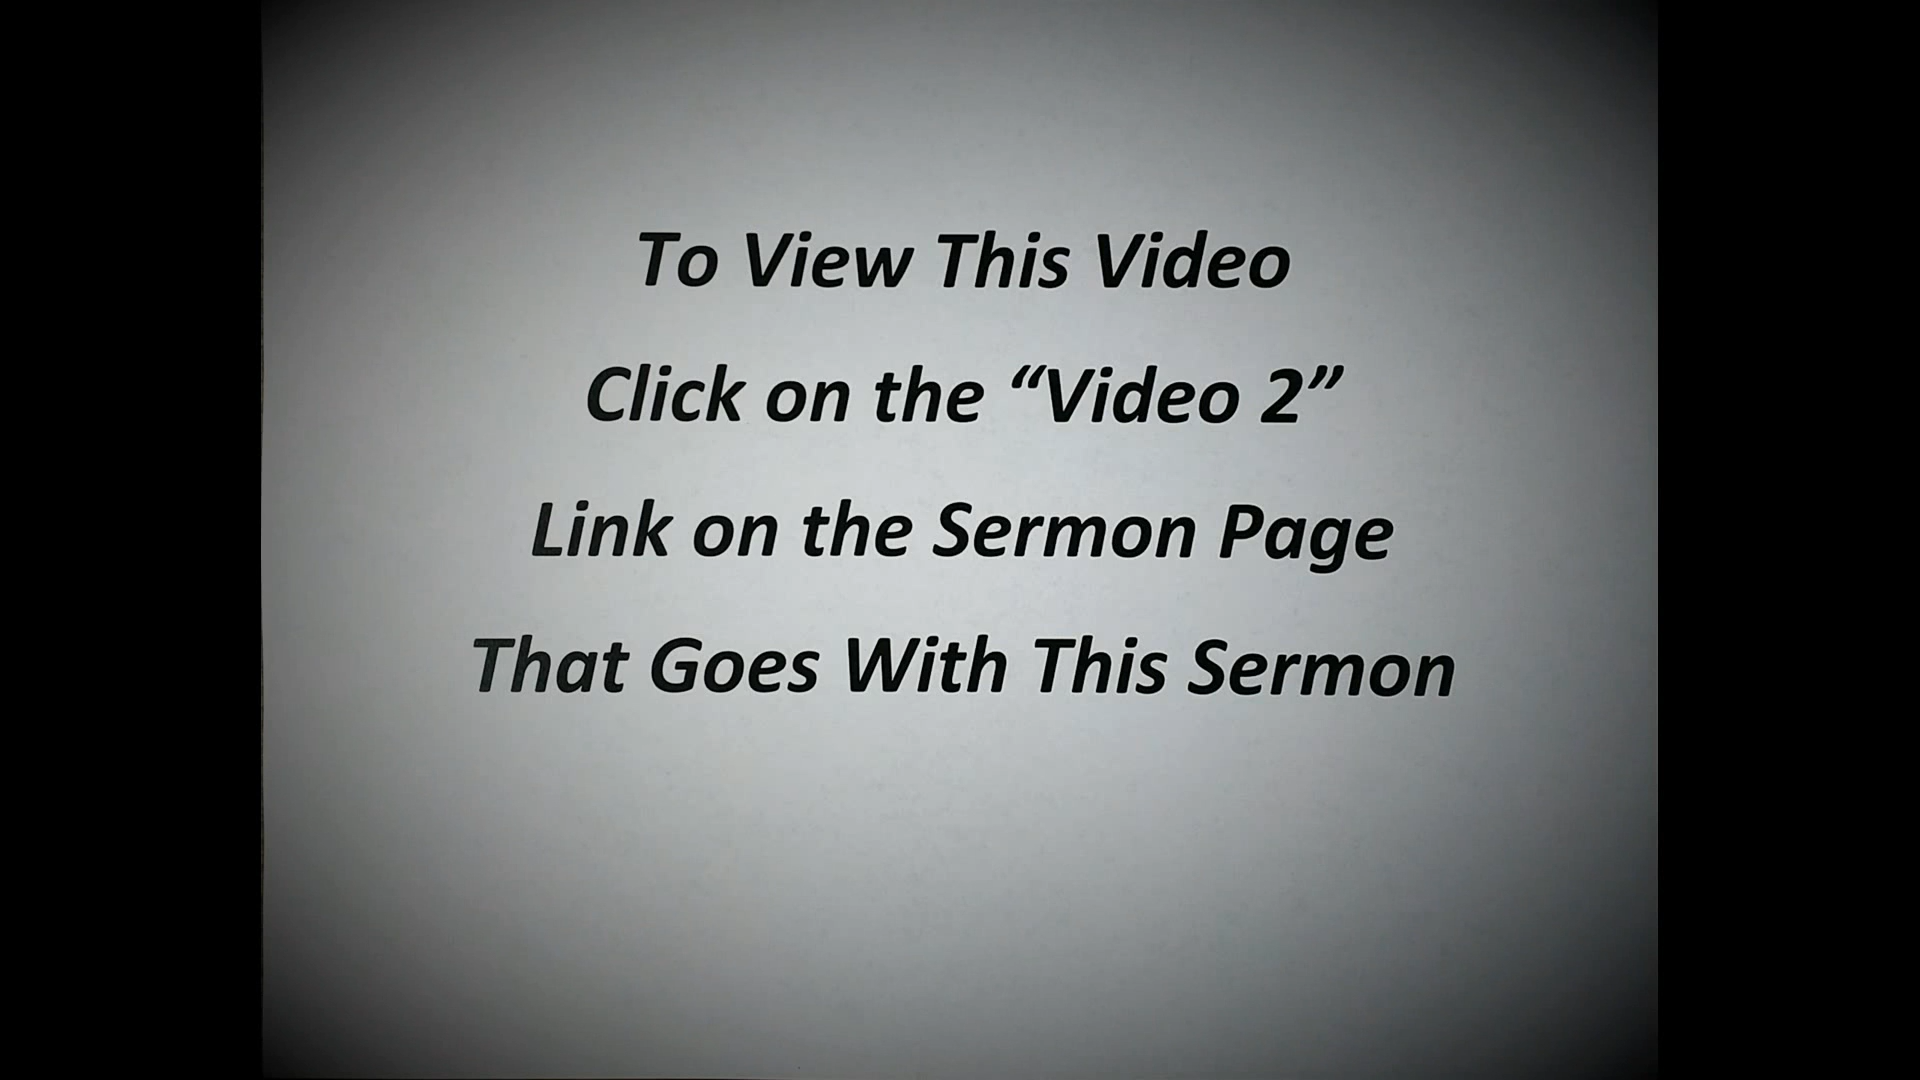 To View This Video
Click on the “Video 2”
Link on the Sermon Page
That Goes With This Sermon